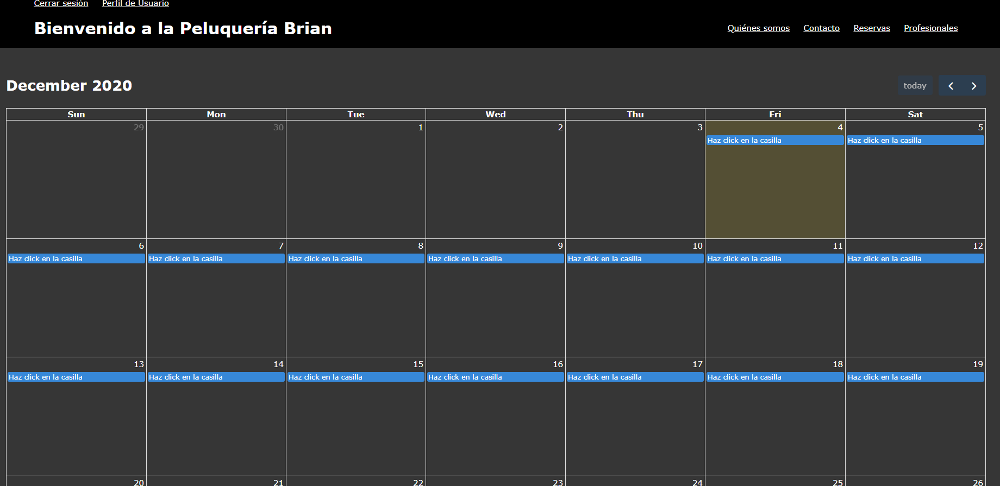 Cerrar sesión Perfil de Usuario
Bienvenido a la Peluquería Brian
Quiénes somos Contacto Reservas Profesionales
December 2020
today
Sun Mon Tue Wed Thu Fri Sat
29 30 1 2 3 4 5
Haz click en la casilla Haz click en la casilla
6 7 8 9 10 11 12
Haz click en la casilla Haz click en la casilla Haz click en la casilla Haz click en la casilla Haz click en la casilla Haz click en la casilla Haz click en la casilla
13 14 15 16 17 18 19
Haz click en la casilla Haz click en la casilla Haz click en la casilla Haz click en la casilla Haz click en la casilla Haz click en la casilla Haz click en la casilla
20 21 22 23 24 25 26